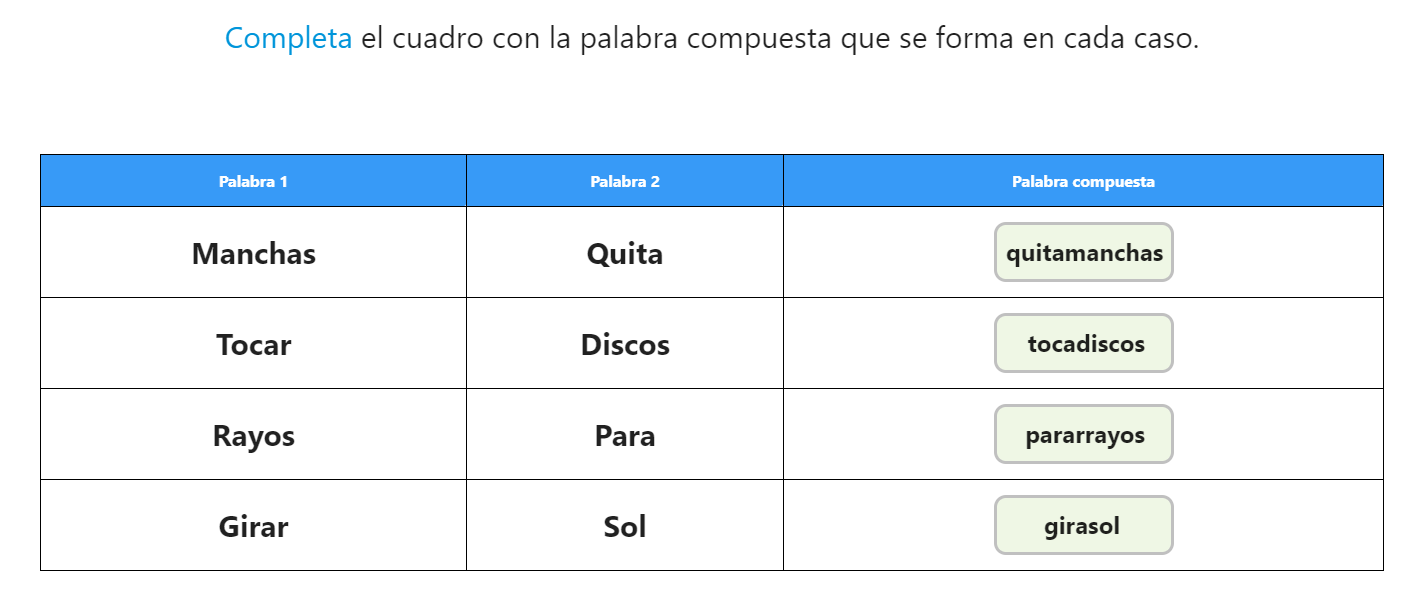 Completa el cuadro con la palabra compuesta que se forma en cada caso.
Palabra 1 Palabra 2 Palabra compuesta
Manchas Quita quitamanchas
Tocar Discos tocadiscos
Rayos Para pararrayos
Girar Sol girasol